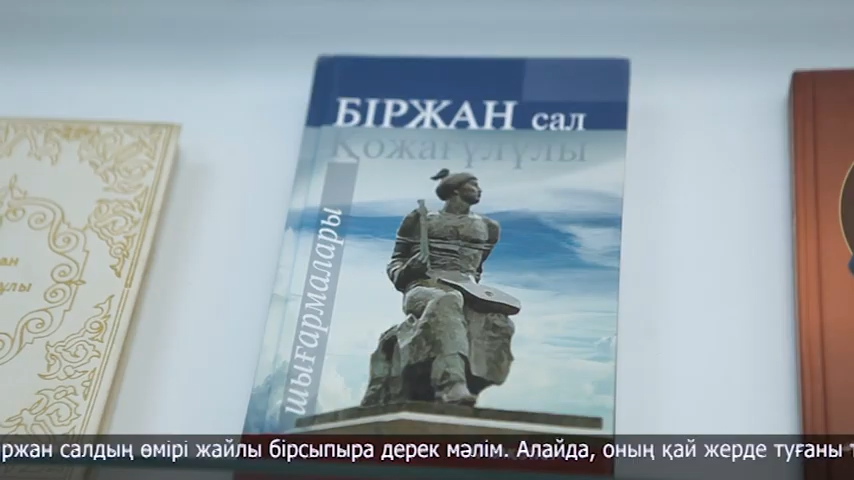 БІРЖАН сал
Қожағұлұлы
шығармалары
ржан салдың өмірі жайлы бірсыпыра дерек мәлім. Алайда, оның қай жерде туғаны